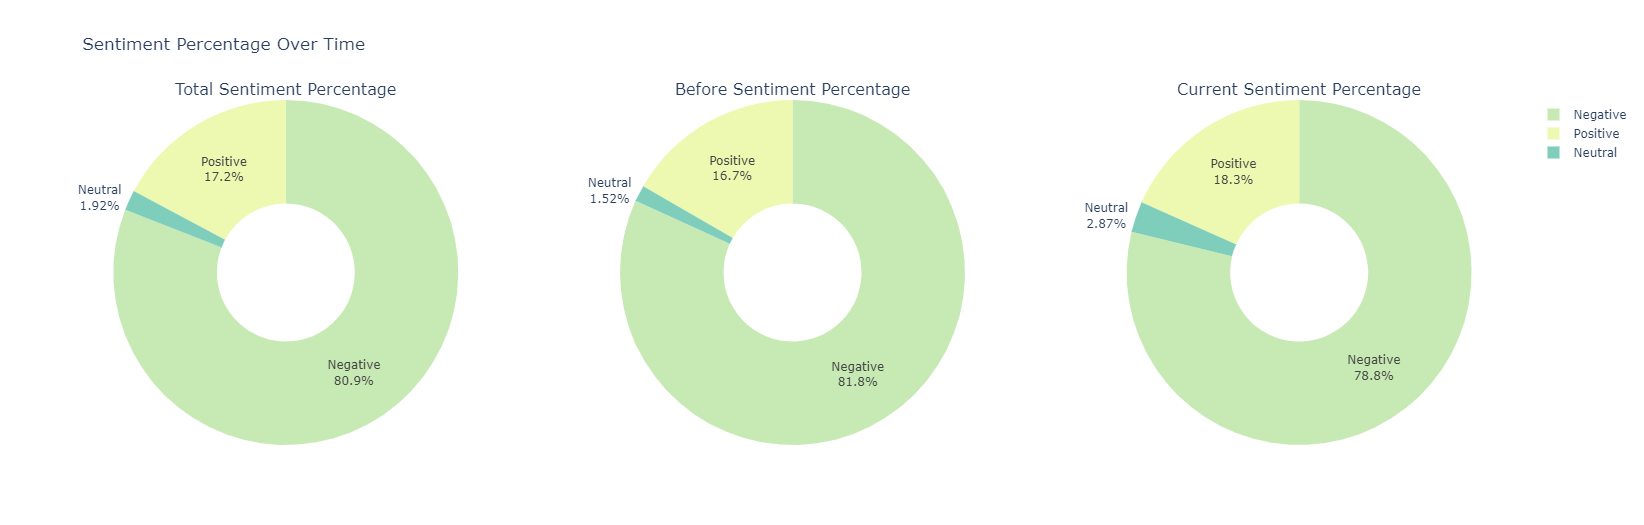 Sentiment Percentage Over Time
Total Sentiment Percentage
Positive
17.2%
Neutral
1.92%
Negative
80.9%
Before Sentiment Percentage
Positive
16.7%
Neutral
1.52%
Negative
81.8%
Current Sentiment Percentage
Positive
18.3%
Neutral
2.87%
Negative
78.8%
Negative
Positive
Neutral